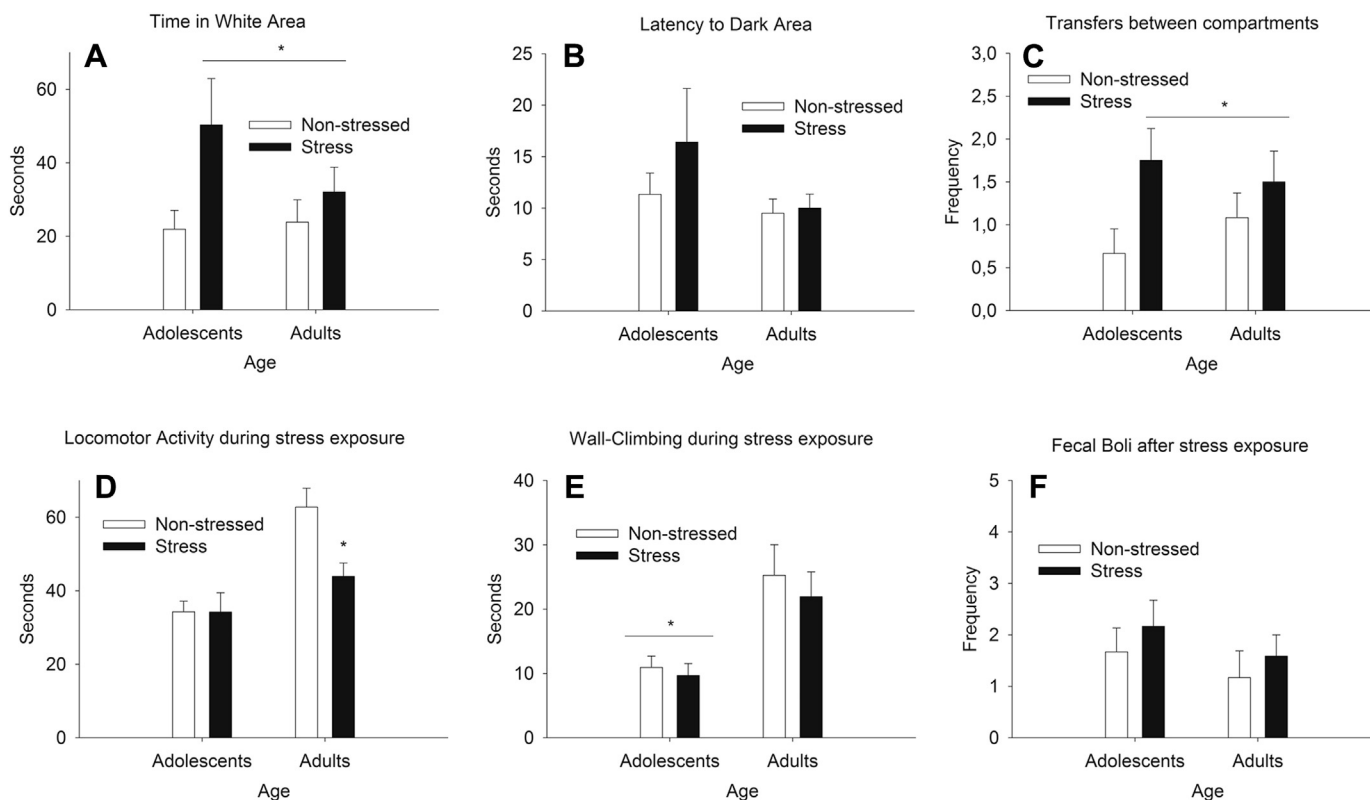 Time in White Area
A
*
60
40
20
0
Seconds
Non-stressed
Stress
Adolescents Adults
Age
Latency to Dark Area
B
25
20
15
10
5
0
Seconds
Non-stressed
Stress
Adolescents Adults
Age
Transfers between compartments
C
3,0
2,5
2,0
1,5
1,0
0,5
0,0
Frequency
Non-stressed
Stress
*
Adolescents Adults
Age
Locomotor Activity during stress exposure
D
60
40
20
0
Seconds
Non-stressed
Stress
*
Adolescents Adults
Age
Wall-Climbing during stress exposure
E
40
30
20
10
0
Seconds
Non-stressed
Stress
*
Adolescents Adults
Age
Fecal Boli after stress exposure
F
5
4
3
2
1
0
Frequency
Non-stressed
Stress
Adolescents Adults
Age